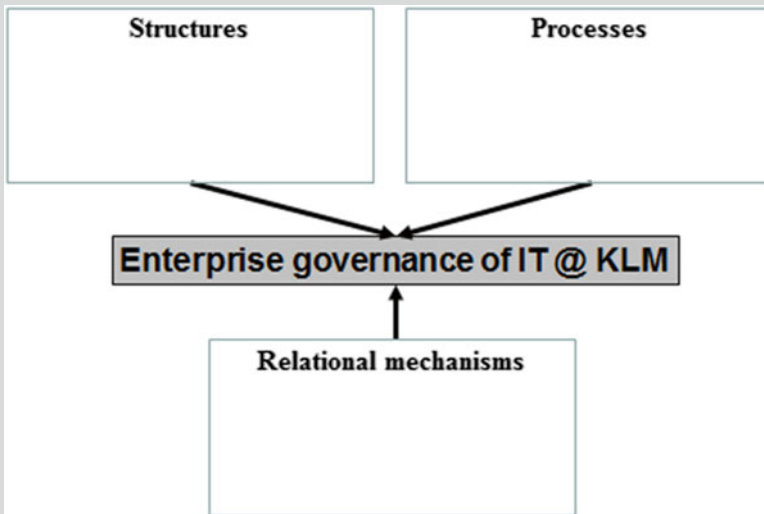 Structures
Processes
Enterprise governance of IT @ KLM
Relational mechanisms